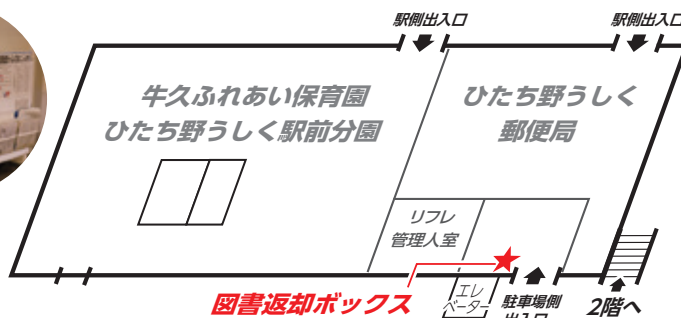 駅側出入口
駅側出入口
牛久ふれあい保育園
ひたち野うしく駅前分園
ひたち野うしく
郵便局
リフレ
管理人室
図書返却ボックス
エレ
ベーター
駐車場側
出入口
2階へ